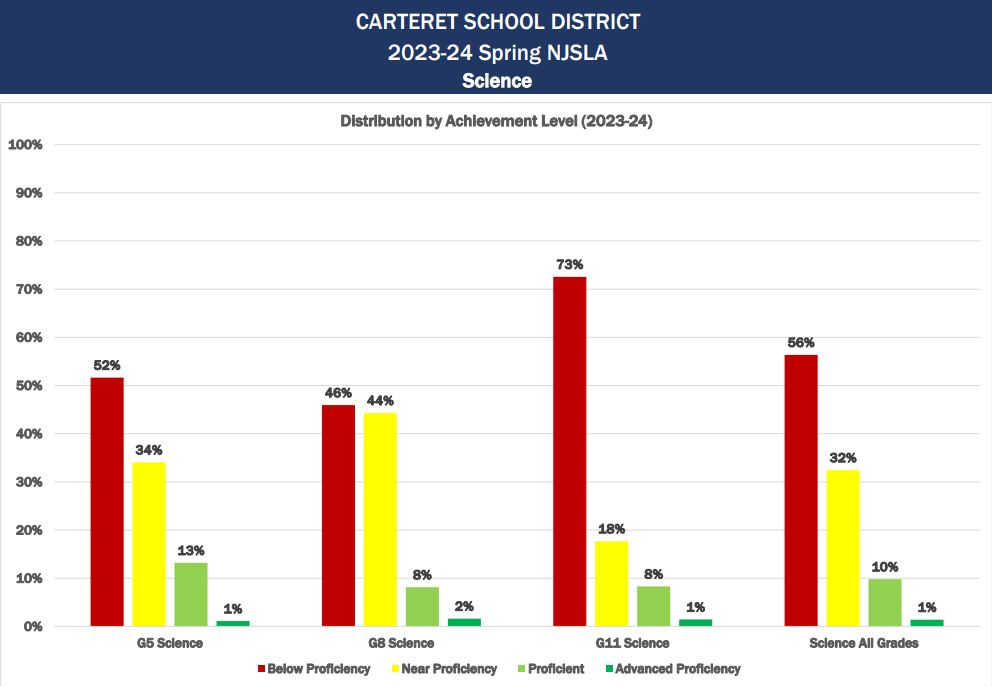 CARTERET SCHOOL DISTRICT
2023-24 Spring NJSLA
Science
Distribution by Achievement Level (2023-24)
100%
90%
80%
70%
60%
50%
40%
30%
20%
10%
0%
52%
34%
13%
1%
46%
44%
8%
2%
73%
18%
8%
1%
56%
32%
10%
1%
G5 Science
G8 Science
G11 Science
Science All Grades
Below Proficiency
Near Proficiency
Proficient
Advanced Proficiency